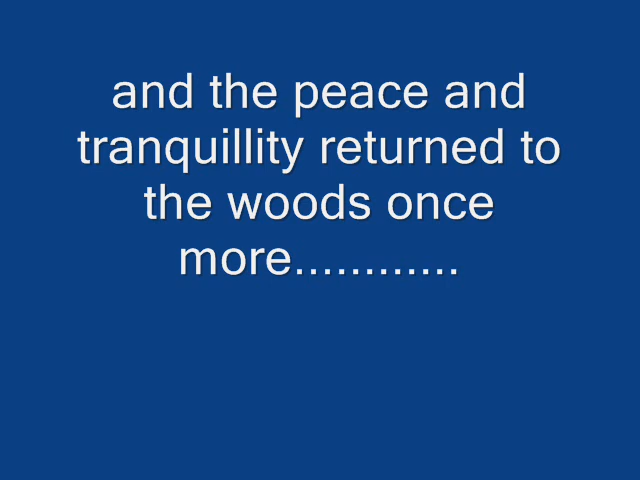 and the peace and
tranquillity returned to
the woods once
more............